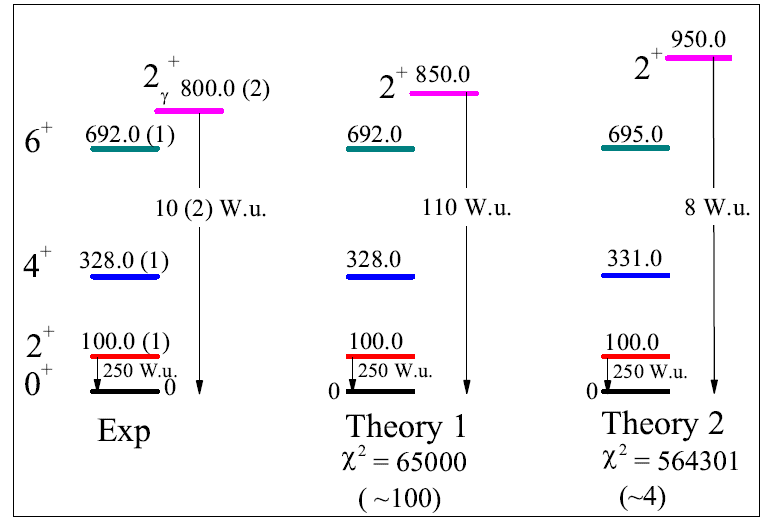 2γ+ 800.0 (2)
6+ 692.0 (1)
10 (2) W.u.
4+ 328.0 (1)
2+ 100.0 (1)
250 W.u.
0+ 0
Exp
2+ 850.0
692.0
110 W.u.
328.0
100.0
250 W.u.
0
Theory 1
χ2 = 65000
( ~100)
2+ 950.0
695.0
8 W.u.
331.0
100.0
250 W.u.
0
Theory 2
χ2 = 564301
(~4)